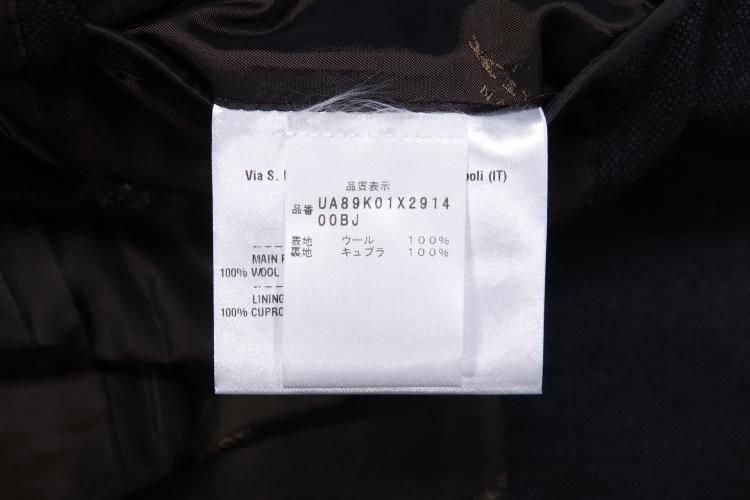 Via S.
poli (IT)
品質表示
品番 UA89K01X2914
00BJ
表地 ウール 100%
裏地 キュプラ 100%
MAIN
100% WOOL
LINING
100% CUPRO